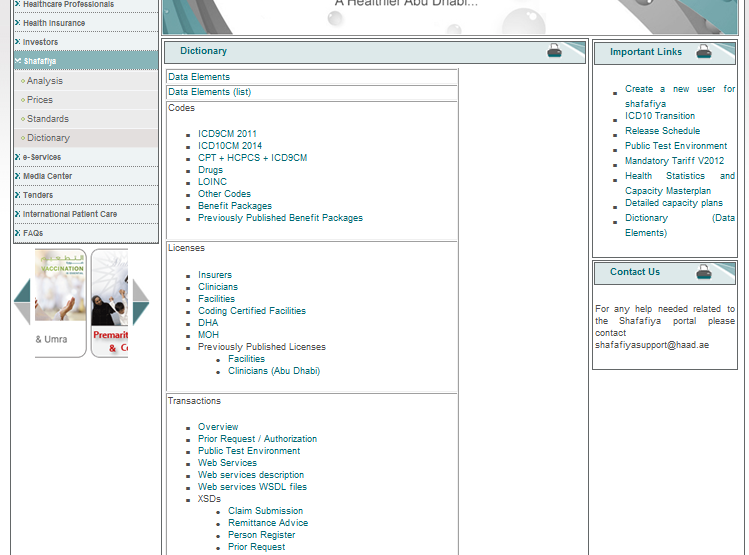 A Healthier Abu Dhabi...
Healthcare Professionals
Health Insurance
Investors
Shafafiya
Analysis
Prices
Standards
Dictionary
e-Services
Media Center
Tenders
International Patient Care
FAQs
VACCINATION
& Umra
Premarit
& Co
Dictionary
Data Elements
Data Elements (list)
Codes
ICD9CM 2011
ICD10CM 2014
CPT + HCPCS + ICD9CM
Drugs
LOINC
Other Codes
Benefit Packages
Previously Published Benefit Packages
Licenses
Insurers
Clinicians
Facilities
Coding Certified Facilities
DHA
MOH
Previously Published Licenses
Facilities
Clinicians (Abu Dhabi)
Transactions
Overview
Prior Request / Authorization
Public Test Environment
Web Services
Web services description
Web services WSDL files
XSDs
Claim Submission
Remittance Advice
Person Register
Prior Request
Important Links
Create a new user for
shafafiya
ICD10 Transition
Release Schedule
Public Test Environment
Mandatory Tariff V2012
Health Statistics and
Capacity Masterplan
Detailed capacity plans
Dictionary (Data
Elements)
Contact Us
For any help needed related to
the Shafafiya portal please
contact
shafafiyasupport@haad.ae